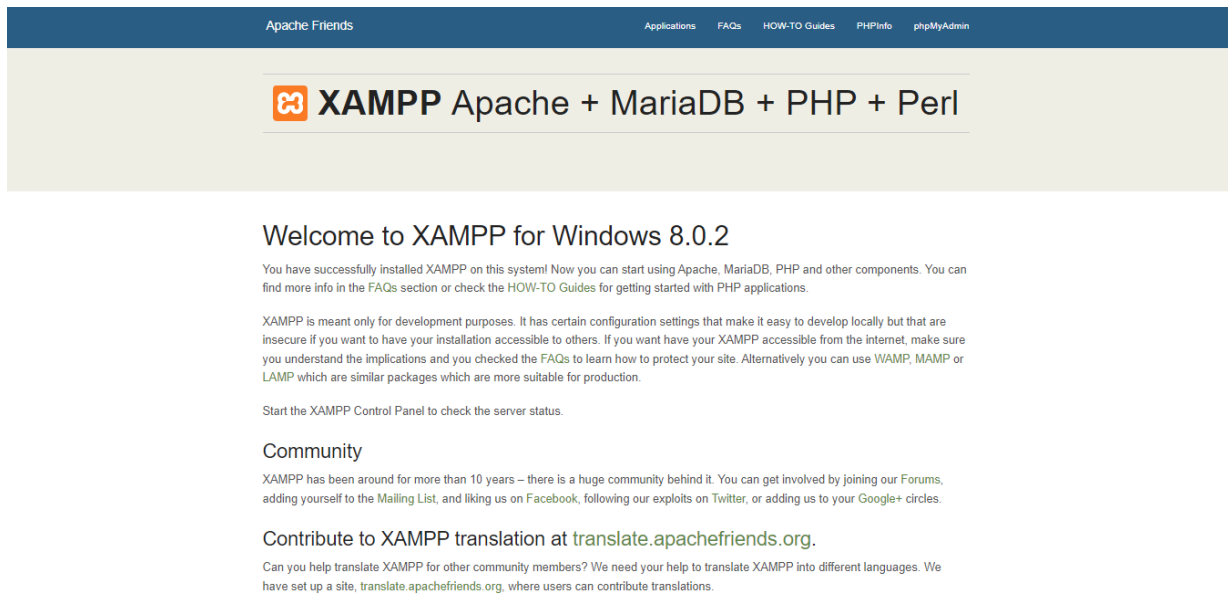 Apache Friends Applications FAQs HOW-TO Guides PHPInfo phpMyAdmin
XAMPP Apache + MariaDB + PHP + Perl
Welcome to XAMPP for Windows 8.0.2
You have successfully installed XAMPP on this system! Now you can start using Apache, MariaDB, PHP and other components. You can
find more info in the FAQs section or check the HOW-TO Guides for getting started with PHP applications.
XAMPP is meant only for development purposes. It has certain configuration settings that make it easy to develop locally but that are
insecure if you want to have your installation accessible to others. If you want have your XAMPP accessible from the internet, make sure
you understand the implications and you checked the FAQs to learn how to protect your site. Alternatively you can use WAMP, MAMP or
LAMP which are similar packages which are more suitable for production.
Start the XAMPP Control Panel to check the server status.
Community
XAMPP has been around for more than 10 years – there is a huge community behind it. You can get involved by joining our Forums,
adding yourself to the Mailing List, and liking us on Facebook, following our exploits on Twitter, or adding us to your Google+ circles.
Contribute to XAMPP translation at translate.apachefriends.org.
Can you help translate XAMPP for other community members? We need your help to translate XAMPP into different languages. We
have set up a site, translate.apachefriends.org, where users can contribute translations.